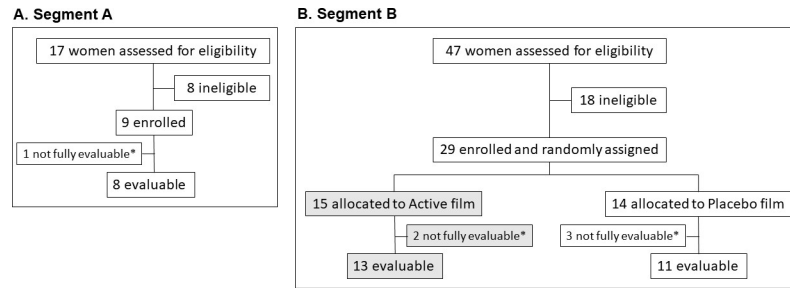 A. Segment A
17 women assessed for eligibility
8 ineligible
9 enrolled
1 not fully evaluable*
8 evaluable
B. Segment B
47 women assessed for eligibility
18 ineligible
29 enrolled and randomly assigned
15 allocated to Active film
14 allocated to Placebo film
2 not fully evaluable*
3 not fully evaluable*
13 evaluable
11 evaluable